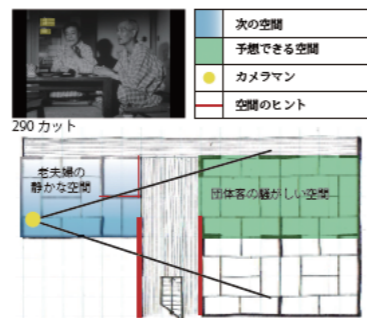 次の空間
予想できる空間
カメラマン
空間のヒント
290 カット
老夫婦の
静かな空間
団体客の騒がしい空間